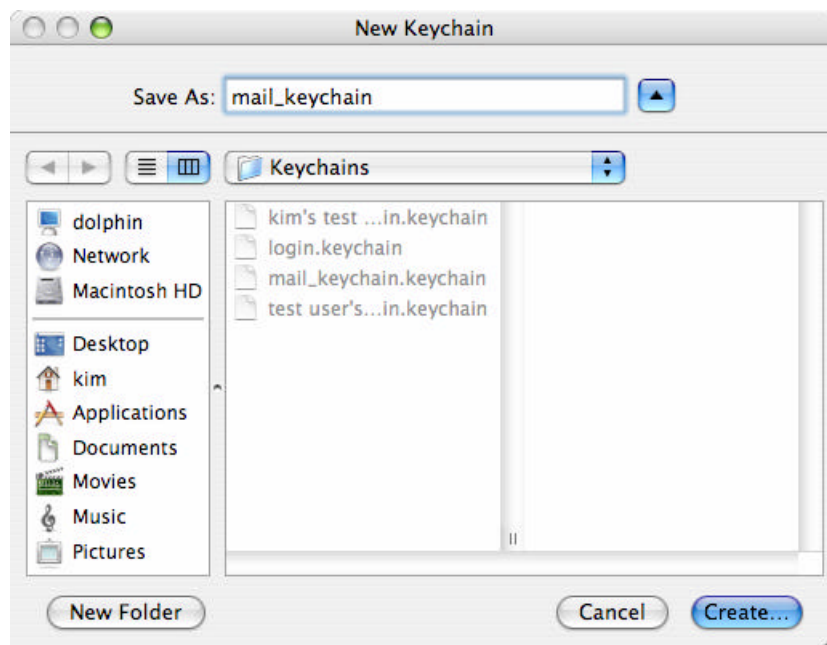 New Keychain
Save As: mail_keychain
Keychains
dolphin
Network
Macintosh HD
Desktop
kim
Applications
Documents
Movies
Music
Pictures
kim's test ...in.keychain
login.keychain
mail_keychain.keychain
test user's...in.keychain
New Folder
Cancel
Create...